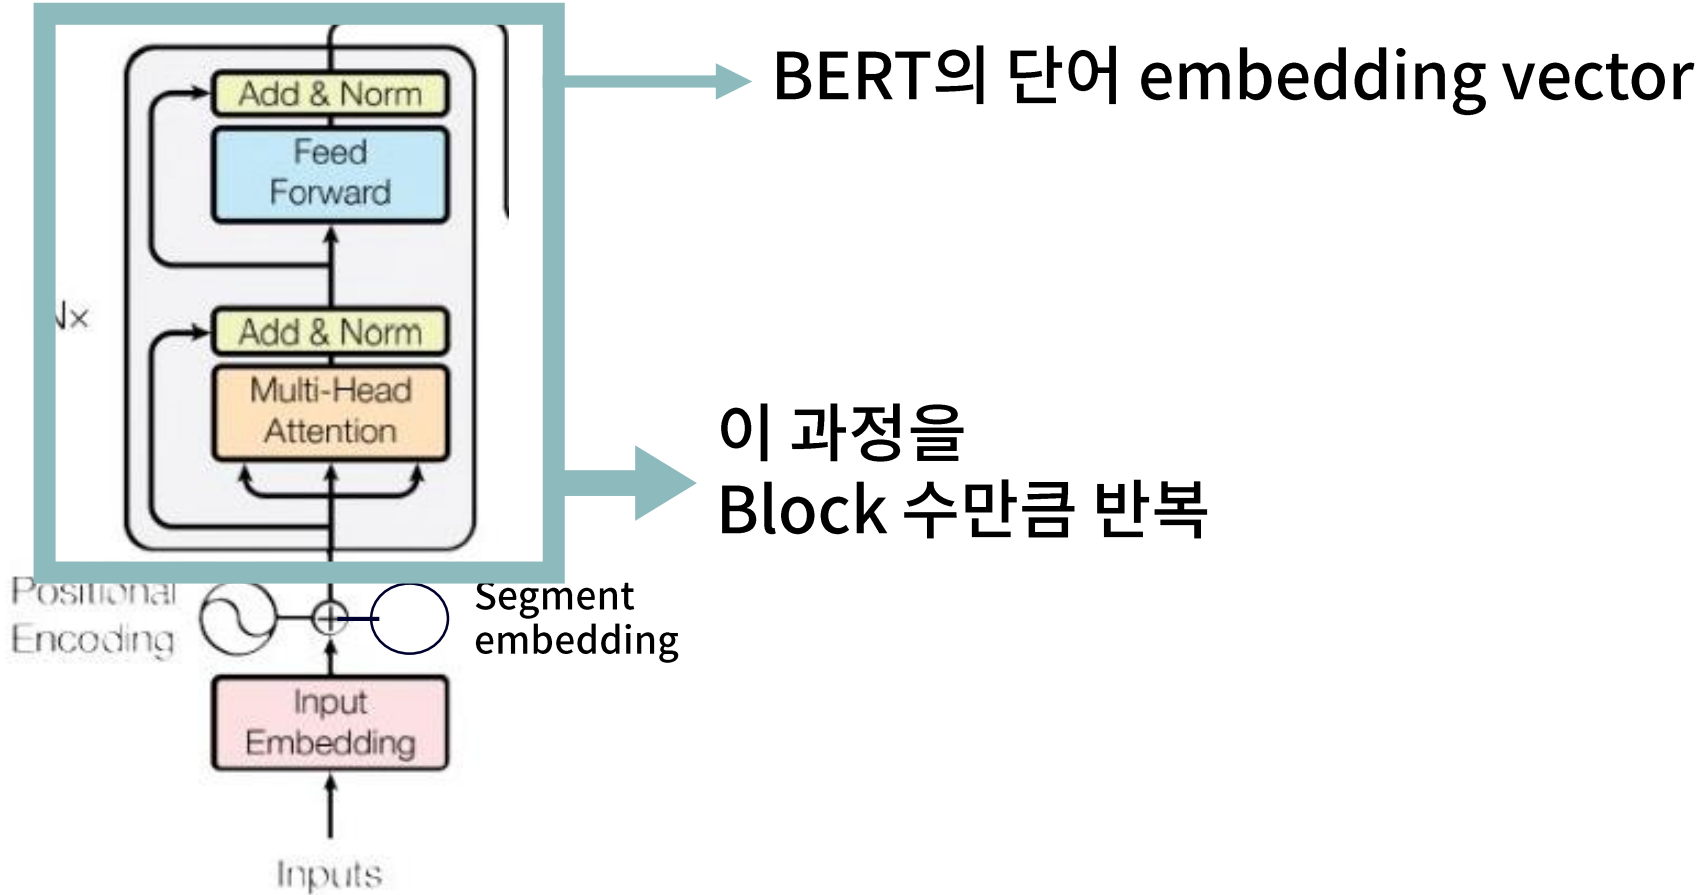 Add & Norm
BERT의 단어 embedding vector
Feed
Forward
Nx
Add & Norm
Multi-Head
Attention
이 과정을
Block 수만큼 반복
Positional
Encoding
Segment
embedding
Input
Embedding
Inputs